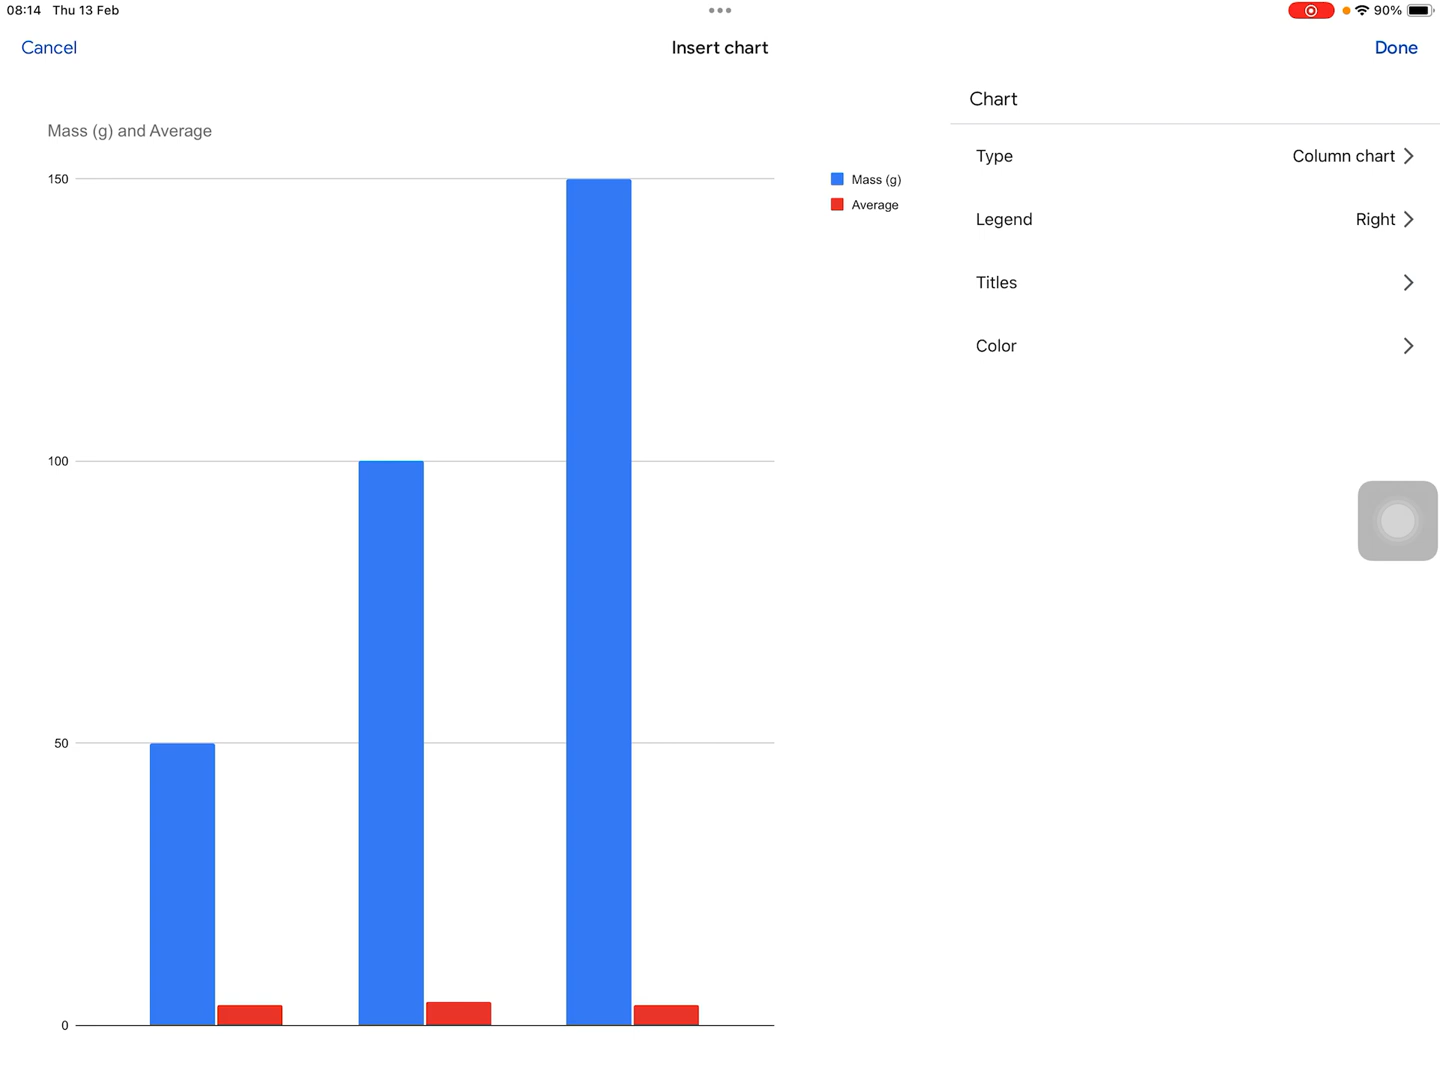 08:14 Thu 13 Feb
90%
Cancel
Insert chart
Done
Mass (g) and Average
150
100
50
0
Mass (g)
Average
Chart
Type Column chart
Legend Right
Titles
Color